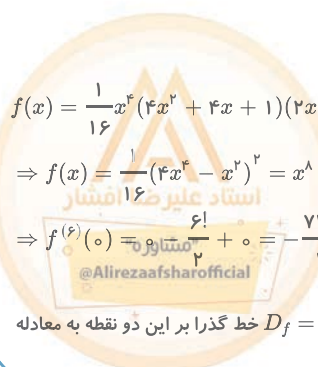 f(x) = ۱/۱۶ x^۴(۴x^۲ + ۴x + ۱)(۲x
⇒ f(x) = ۱/۱۶ (۴x^۴ − x^۲)^۲ = x^۸
استاد علیرضا افشار
⇒ f^(۶)(۰) = ۰ − ۶!/۲ + ۰ = −
مشاوره
@Alirezaafsharofficial
D_f = خط گذرا بر این دو نقطه به معادله